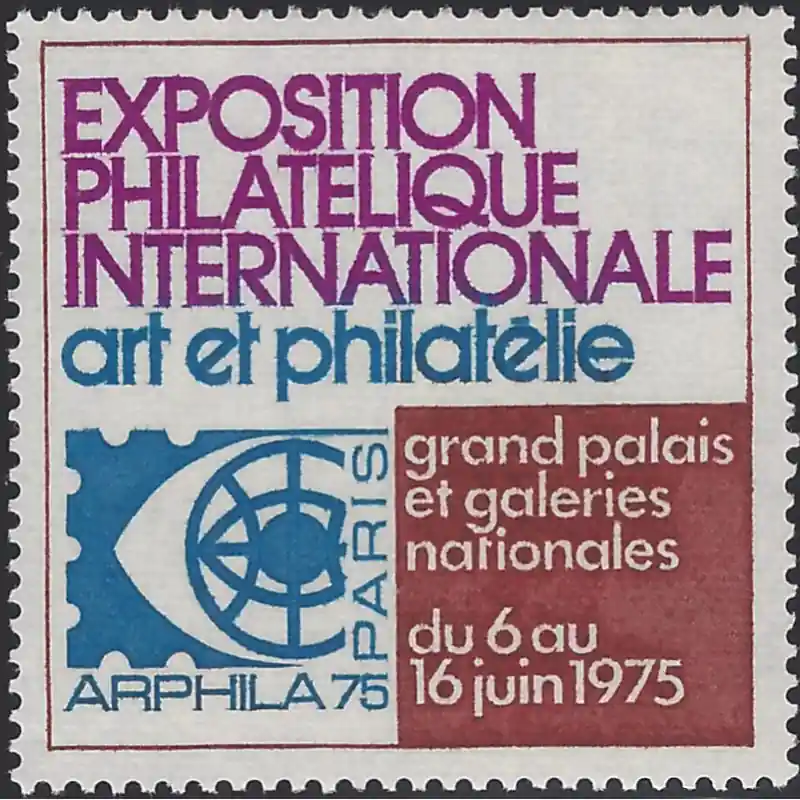 EXPOSITION
PHILATELIQUE
INTERNATIONALE
art et philatélie
grand palais
et galeries
nationales
du 6 au
16 juin 1975
PARIS
ARPHILA 75